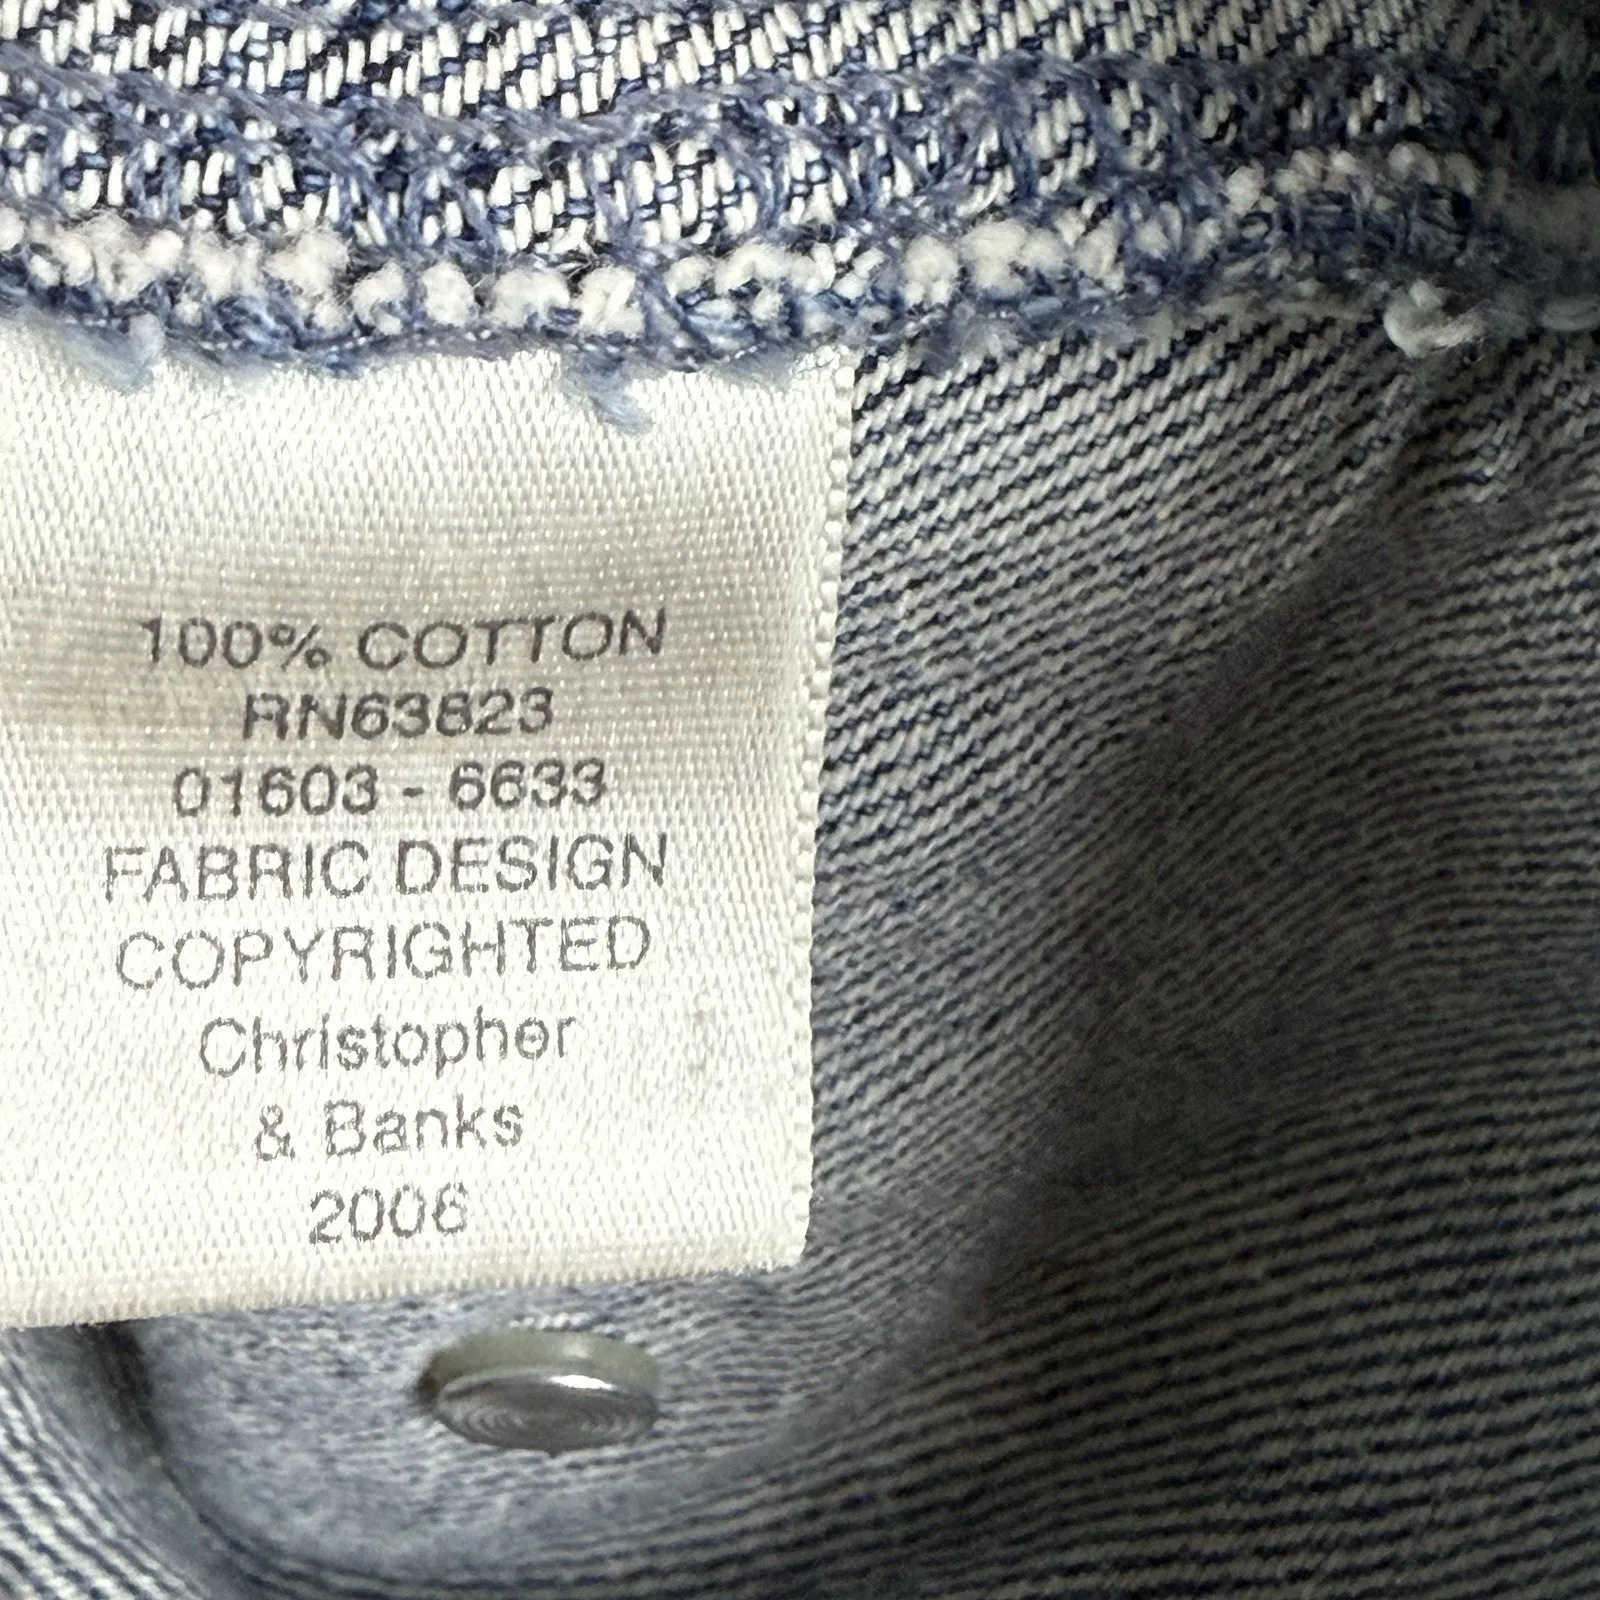 100% COTTON
RN63823
01603 - 6633
FABRIC DESIGN
COPYRIGHTED
Christopher
& Banks
2006